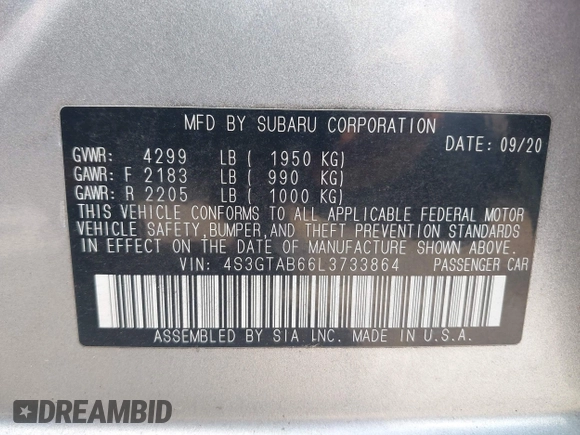 MFD BY SUBARU CORPORATION
DATE: 09/20
GVWR: 4299 LB ( 1950 KG)
GAWR: F 2183 LB ( 990 KG)
GAWR: R 2205 LB ( 1000 KG)
THIS VEHICLE CONFORMS TO ALL APPLICABLE FEDERAL MOTOR
VEHICLE SAFETY,BUMPER,AND THEFT PREVENTION STANDARDS
IN EFFECT ON THE DATE OF MANUFACTURE SHOWN ABOVE.
VIN: 4S3GTAB66L3733864 PASSENGER CAR
ASSEMBLED BY SIA INC. MADE IN U.S.A.
DREAMBID